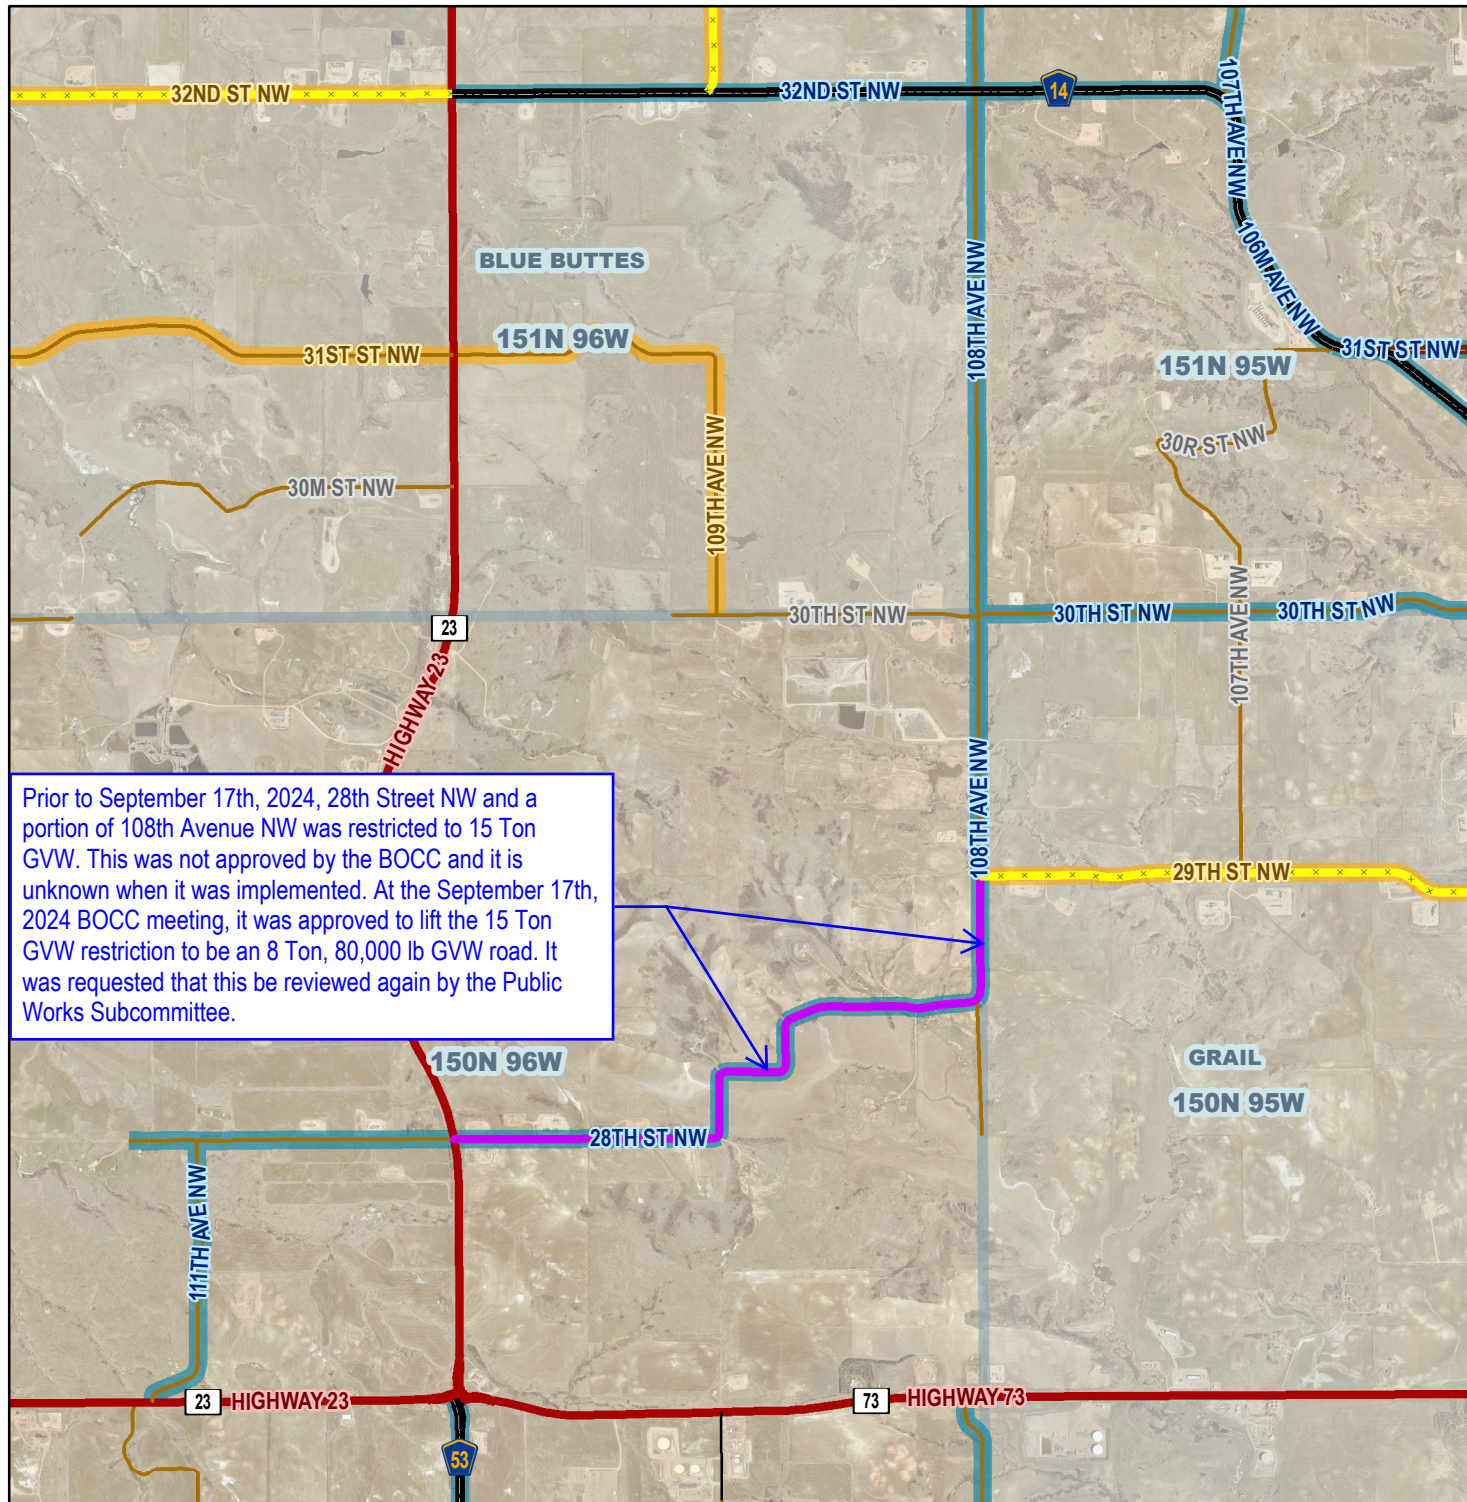 32ND ST NW
32ND ST NW
14
107TH AVE NW
106M AVE NW
BLUE BUTTES
108TH AVE NW
151N 96W
31ST ST NW
31ST ST NW
151N 95W
109TH AVE NW
30R ST NW
30M ST NW
30TH ST NW
30TH ST NW
30TH ST NW
107TH AVE NW
23
HIGHWAY 23
108TH AVE NW
29TH ST NW
Prior to September 17th, 2024, 28th Street NW and a
portion of 108th Avenue NW was restricted to 15 Ton
GVW. This was not approved by the BOCC and it is
unknown when it was implemented. At the September 17th,
2024 BOCC meeting, it was approved to lift the 15 Ton
GVW restriction to be an 8 Ton, 80,000 lb GVW road. It
was requested that this be reviewed again by the Public
Works Subcommittee.
150N 96W
GRAIL
150N 95W
28TH ST NW
111TH AVE NW
23
HIGHWAY 23
73
HIGHWAY 73
53